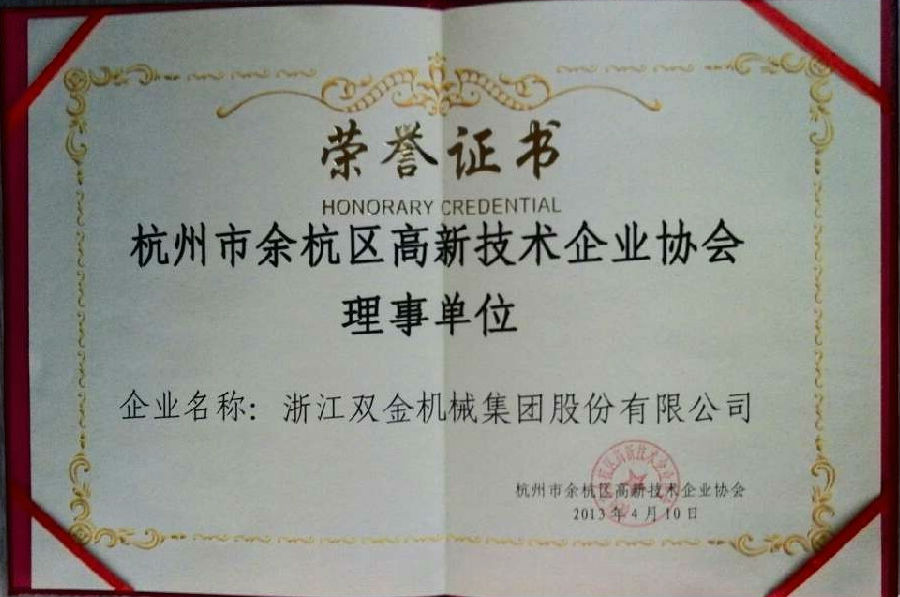 荣誉证书
HONORARY CREDENTIAL
杭州市余杭区高新技术企业协会
理事单位
企业名称：浙江双金机械集团股份有限公司
杭州市余杭区高新技术企业协会
2013年4月10日